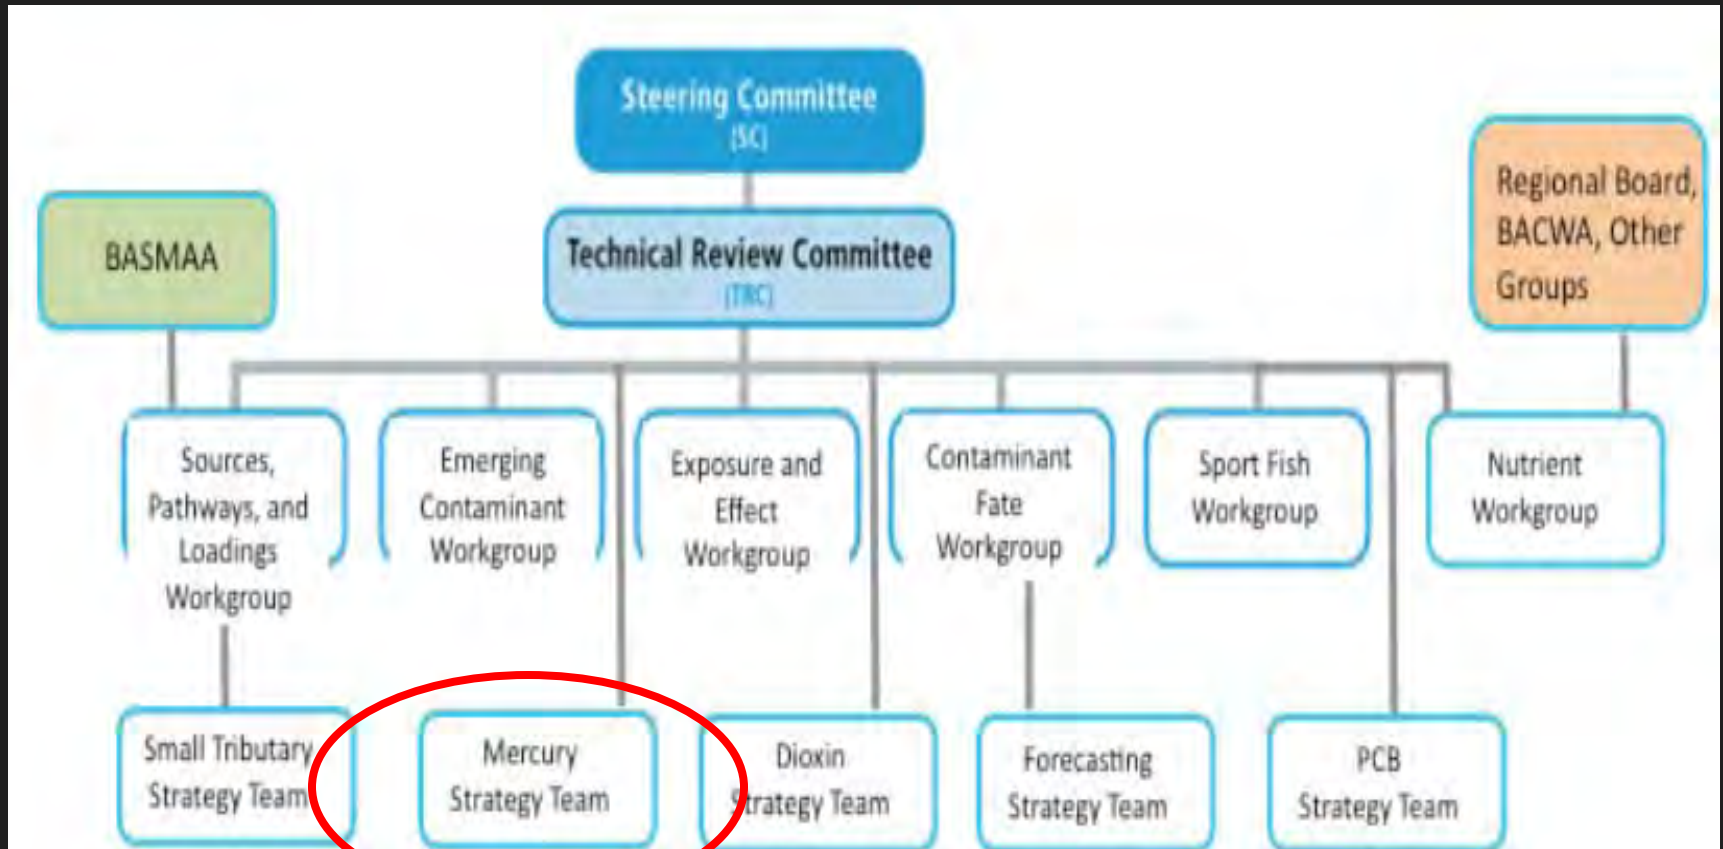 Steering Committee
(SC)
Regional Board,
BACWA, Other
Groups
BASMAA
Technical Review Committee
(TRC)
Sources,
Pathways, and
Loadings
Workgroup
Emerging
Contaminant
Workgroup
Exposure and
Effect
Workgroup
Contaminant
Fate
Workgroup
Sport Fish
Workgroup
Nutrient
Workgroup
Small Tributary
Strategy Team
Mercury
Strategy Team
Dioxin
Strategy Team
Forecasting
Strategy Team
PCB
Strategy Team